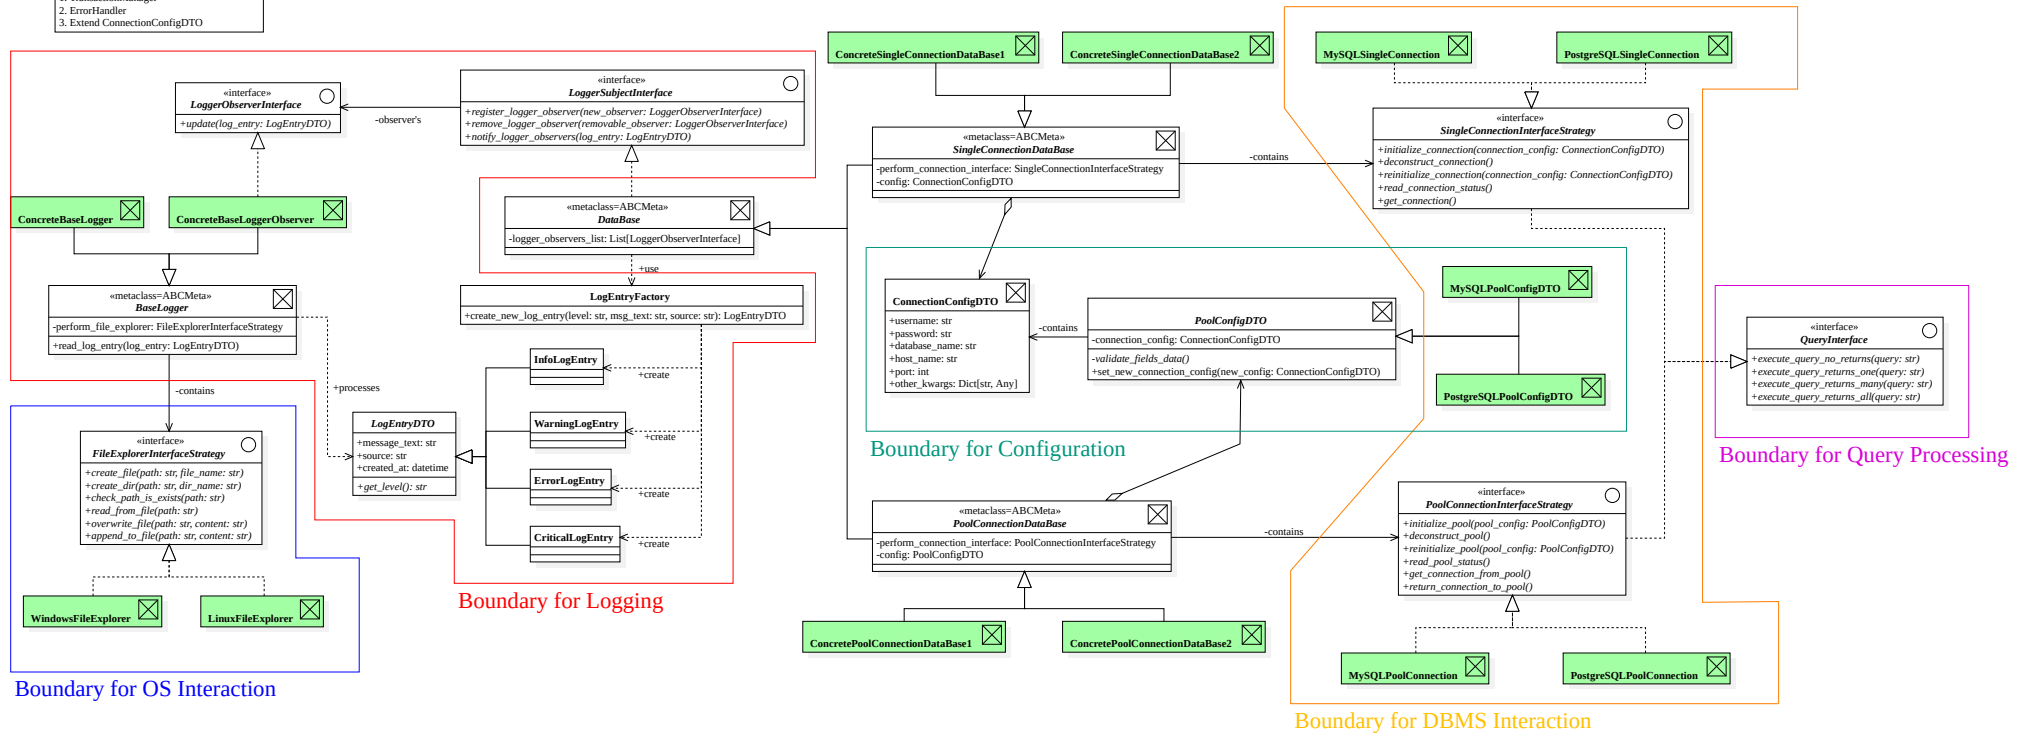 2. ErrorHandler
3. Extend ConnectionConfigDTO
«interface»
LoggerObserverInterface
+update(log_entry: LogEntryDTO)
-observer's
«interface»
LoggerSubjectInterface
+register_logger_observer(new_observer: LoggerObserverInterface)
+remove_logger_observer(removable_observer: LoggerObserverInterface)
+notify_logger_observers(log_entry: LogEntryDTO)
ConcreteBaseLogger
ConcreteBaseLoggerObserver
«metaclass=ABCMeta»
DataBase
-logger_observers_list: List[LoggerObserverInterface]
+use
«metaclass=ABCMeta»
BaseLogger
-perform_file_explorer: FileExplorerInterfaceStrategy
+read_log_entry(log_entry: LogEntryDTO)
-contains
+processes
LogEntryFactory
+create_new_log_entry(level: str, msg_text: str, source: str): LogEntryDTO
InfoLogEntry
+create
WarningLogEntry
+create
ErrorLogEntry
+create
CriticalLogEntry
+create
LogEntryDTO
+message_text: str
+source: str
+created_at: datetime
+get_level(): str
Boundary for Logging
«interface»
FileExplorerInterfaceStrategy
+create_file(path: str, file_name: str)
+create_dir(path: str, dir_name: str)
+check_path_is_exists(path: str)
+read_from_file(path: str)
+overwrite_file(path: str, content: str)
+append_to_file(path: str, content: str)
WindowsFileExplorer
LinuxFileExplorer
Boundary for OS Interaction
ConcreteSingleConnectionDataBase1
ConcreteSingleConnectionDataBase2
«metaclass=ABCMeta»
SingleConnectionDataBase
-perform_connection_interface: SingleConnectionInterfaceStrategy
-config: ConnectionConfigDTO
-contains
MySQLSingleConnection
PostgreSQLSingleConnection
«interface»
SingleConnectionInterfaceStrategy
+initialize_connection(connection_config: ConnectionConfigDTO)
+deconstruct_connection()
+reinitialize_connection(connection_config: ConnectionConfigDTO)
+read_connection_status()
+get_connection()
ConnectionConfigDTO
+username: str
+password: str
+database_name: str
+host_name: str
+port: int
+other_kwargs: Dict[str, Any]
-contains
PoolConfigDTO
-connection_config: ConnectionConfigDTO
-validate_fields_data()
+set_new_connection_config(new_config: ConnectionConfigDTO)
MySQLPoolConfigDTO
PostgreSQLPoolConfigDTO
Boundary for Configuration
«interface»
QueryInterface
+execute_query_no_returns(query: str)
+execute_query_returns_one(query: str)
+execute_query_returns_many(query: str)
+execute_query_returns_all(query: str)
Boundary for Query Processing
«metaclass=ABCMeta»
PoolConnectionDataBase
-perform_connection_interface: PoolConnectionInterfaceStrategy
-config: PoolConfigDTO
-contains
ConcretePoolConnectionDataBase1
ConcretePoolConnectionDataBase2
«interface»
PoolConnectionInterfaceStrategy
+initialize_pool(pool_config: PoolConfigDTO)
+deconstruct_pool()
+reinitialize_pool(pool_config: PoolConfigDTO)
+read_pool_status()
+get_connection_from_pool()
+return_connection_to_pool()
MySQLPoolConnection
PostgreSQLPoolConnection
Boundary for DBMS Interaction